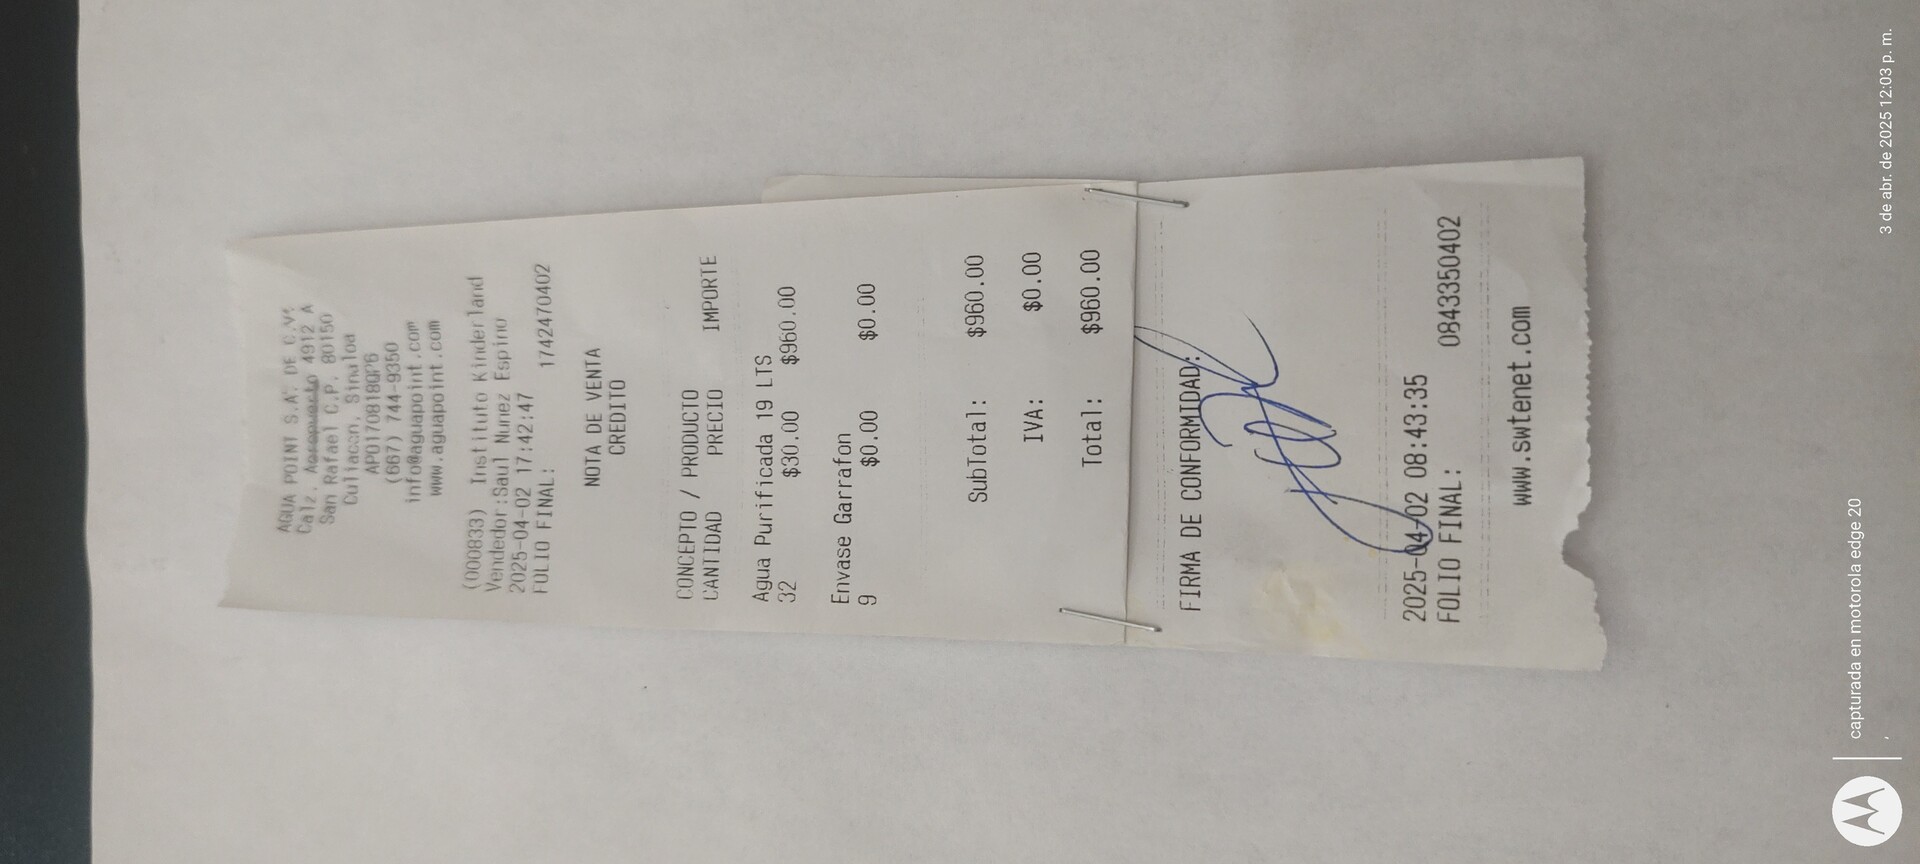 AGUA POINT S.A. DE C.V.
Calz. Aeropuerto 4912 A
San Rafael C.P. 80150
Culiacan, Sinaloa
APO170818QP6
(667) 744-9350
info@aguapoint.com
www.aguapoint.com
(000833) Instituto Kinderland
Vendedor:Saul Nunez Espino
2025-04-02 17:42:47
FOLIO FINAL: 1742470402
NOTA DE VENTA
CREDITO
CONCEPTO / PRODUCTO
CANTIDAD PRECIO IMPORTE
Agua Purificada 19 LTS
32 $30.00 $960.00
Envase Garrafon
9 $0.00 $0.00
SubTotal: $960.00
IVA: $0.00
Total: $960.00
FIRMA DE CONFORMIDAD:
2025-04-02 08:43:35
FOLIO FINAL: 0843350402
www.swtenet.com
capturada en motorola edge 20
3 de abr. de 2025 12:03 p. m.